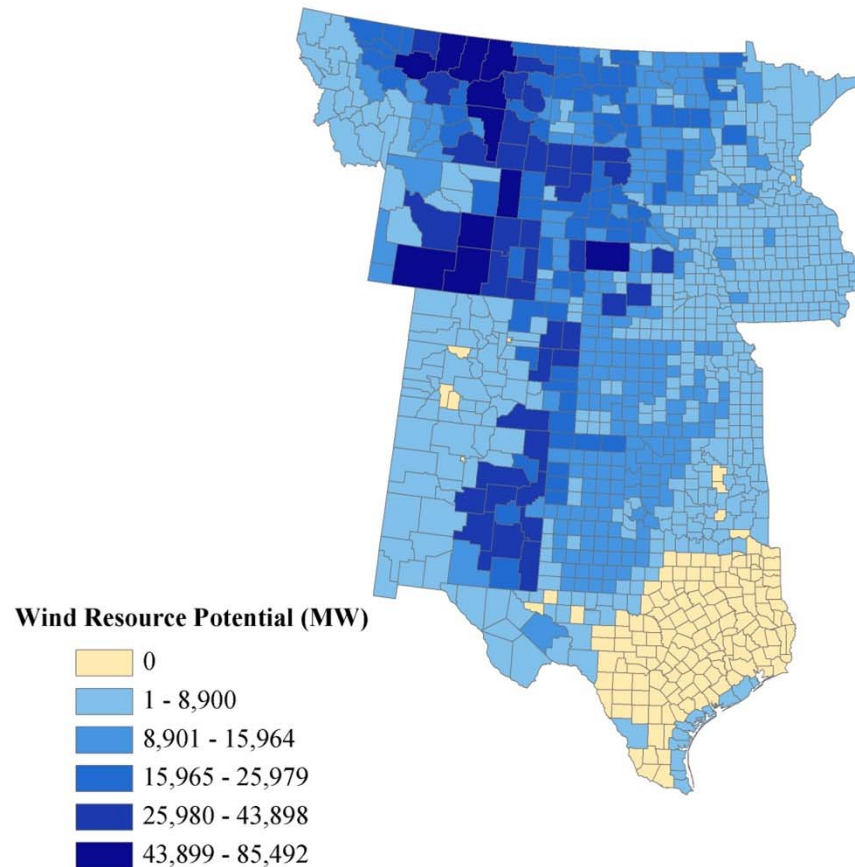 Wind Resource Potential (MW)
0
1 - 8,900
8,901 - 15,964
15,965 - 25,979
25,980 - 43,898
43,899 - 85,492